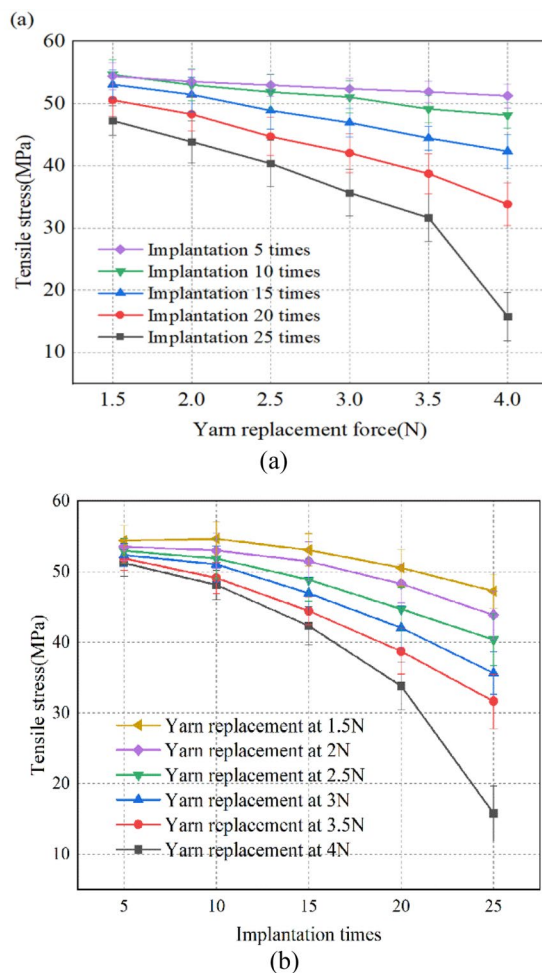 (a)
60
50
40
30
20
10
Tensile stress(MPa)
Implantation 5 times
Implantation 10 times
Implantation 15 times
Implantation 20 times
Implantation 25 times
1.5 2.0 2.5 3.0 3.5 4.0
Yarn replacement force(N)
(a)
60
50
40
30
20
10
Tensile stress(MPa)
Yarn replacement at 1.5N
Yarn replacement at 2N
Yarn replacement at 2.5N
Yarn replacement at 3N
Yarn replacement at 3.5N
Yarn replacement at 4N
5 10 15 20 25
Implantation times
(b)